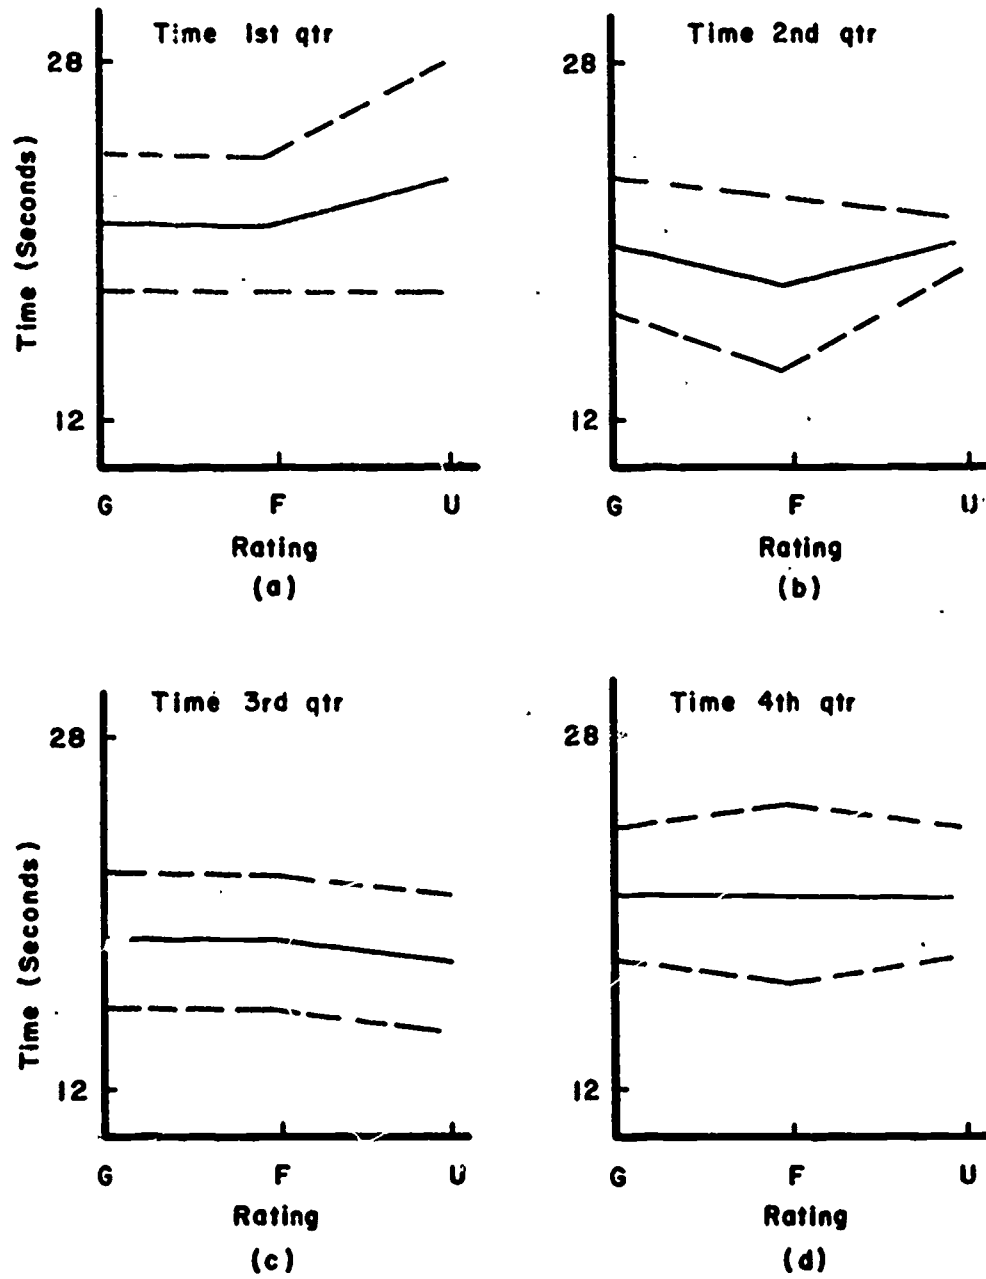 Time 1st qtr
28
Time (Seconds)
12
G F U
Rating
(a)
Time 2nd qtr
28
12
G F U
Rating
(b)
Time 3rd qtr
28
Time (Seconds)
12
G F U
Rating
(c)
Time 4th qtr
28
12
G F U
Rating
(d)